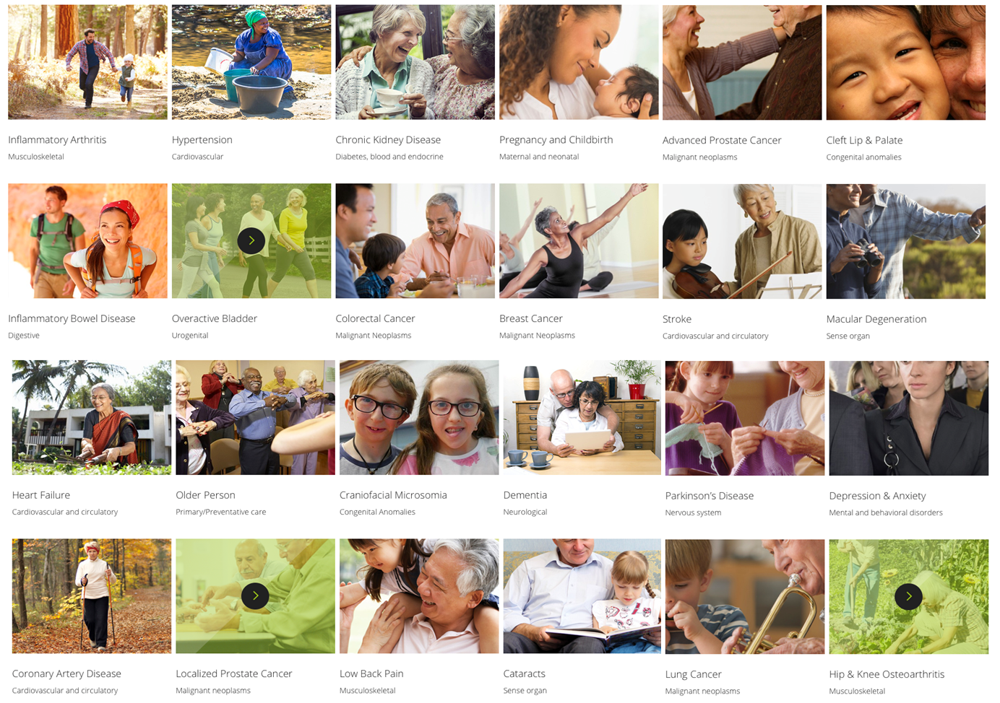 Inflammatory Arthritis
Musculoskeletal
Hypertension
Cardiovascular
Chronic Kidney Disease
Diabetes, blood and endocrine
Pregnancy and Childbirth
Maternal and neonatal
Advanced Prostate Cancer
Malignant neoplasms
Cleft Lip & Palate
Congenital anomalies
Inflammatory Bowel Disease
Digestive
Overactive Bladder
Urogenital
Colorectal Cancer
Malignant Neoplasms
Breast Cancer
Malignant Neoplasms
Stroke
Cardiovascular and circulatory
Macular Degeneration
Sense organ
Heart Failure
Cardiovascular and circulatory
Older Person
Primary/Preventative care
Craniofacial Microsomia
Congenital Anomalies
Dementia
Neurological
Parkinson's Disease
Nervous system
Depression & Anxiety
Mental and behavioral disorders
Coronary Artery Disease
Cardiovascular and circulatory
Localized Prostate Cancer
Malignant neoplasms
Low Back Pain
Musculoskeletal
Cataracts
Sense organ
Lung Cancer
Malignant neoplasms
Hip & Knee Osteoarthritis
Musculoskeletal